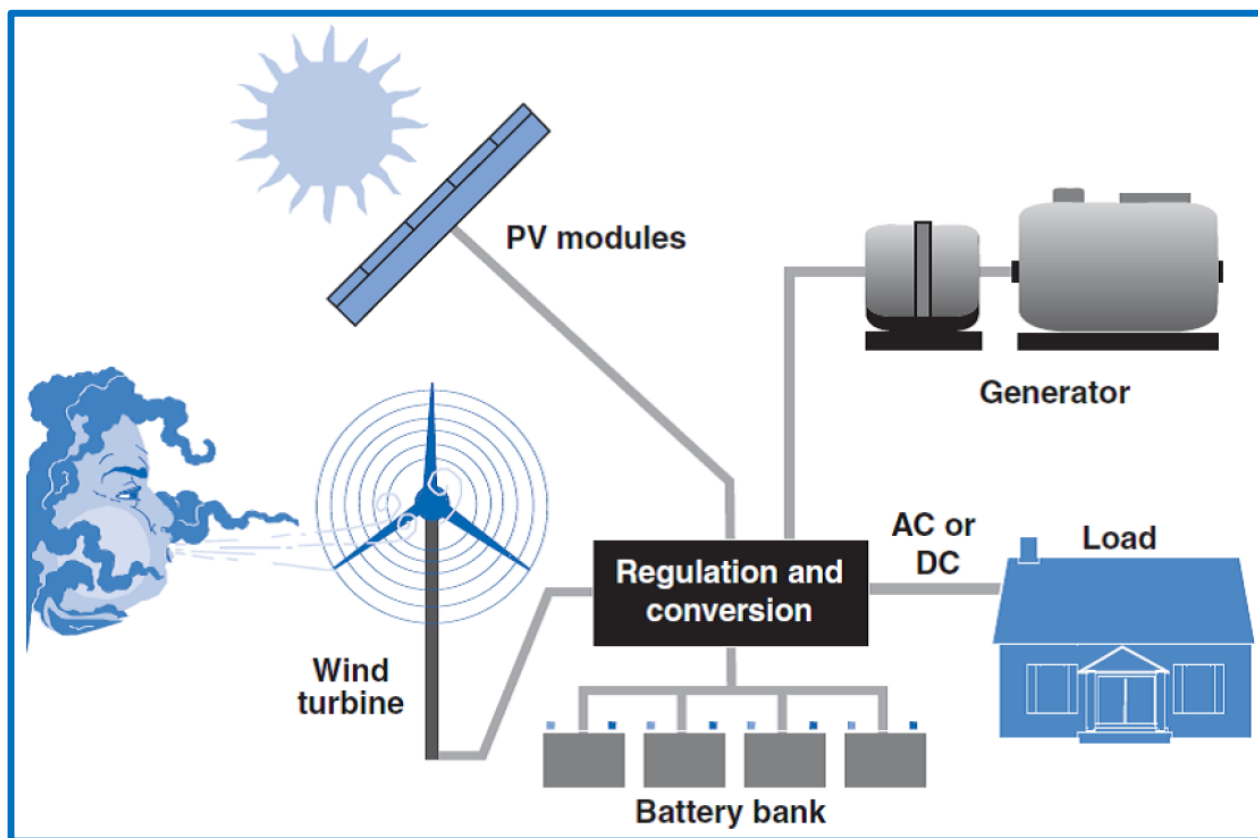 PV modules
Generator
AC or
DC
Load
Regulation and
conversion
Wind
turbine
Battery bank